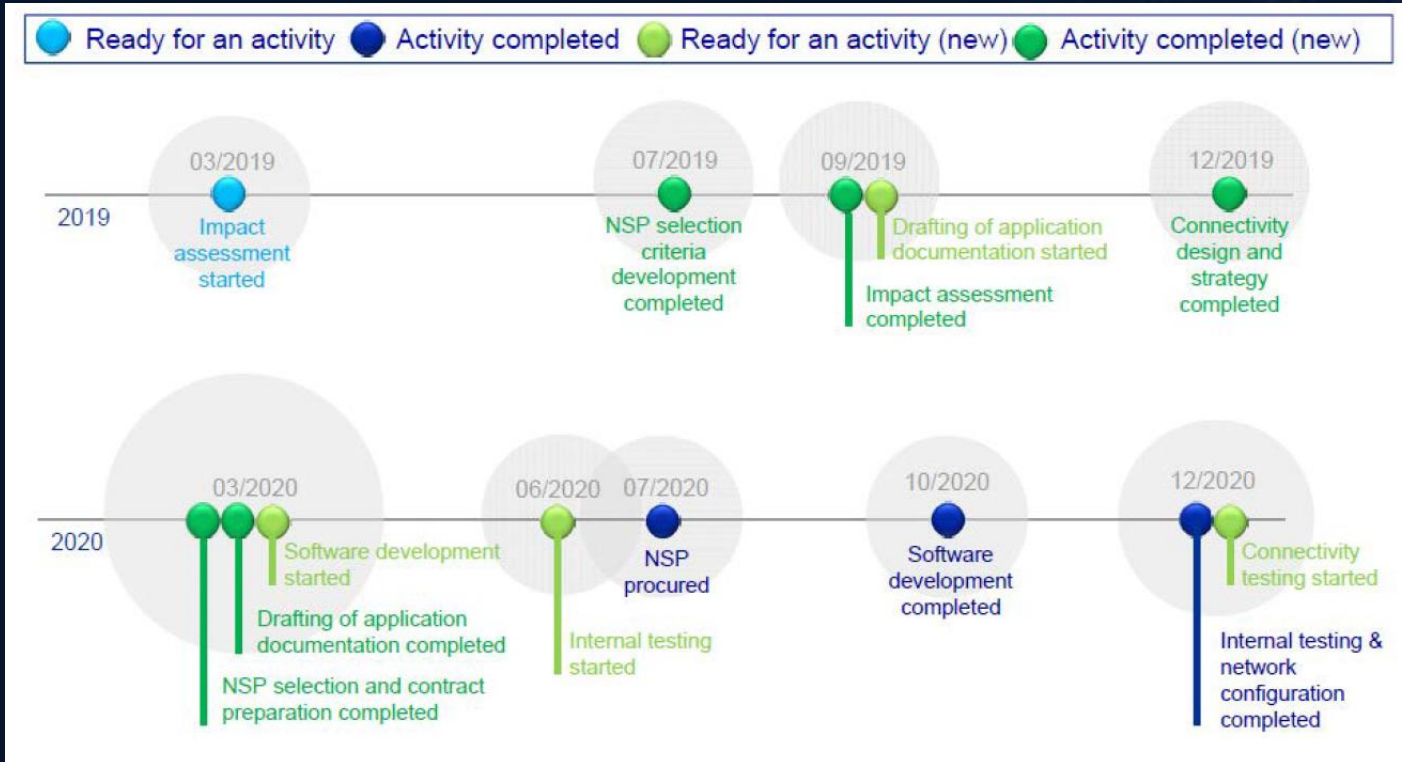 Ready for an activity Activity completed Ready for an activity (new) Activity completed (new)
03/2019
07/2019
09/2019
12/2019
2019
Impact
assessment
started
NSP selection
criteria
development
completed
Drafting of application
documentation started
Impact assessment
completed
Connectivity
design and
strategy
completed
03/2020
06/2020
07/2020
10/2020
12/2020
2020
Software development
started
Drafting of application
documentation completed
NSP selection and contract
preparation completed
Internal testing
started
NSP
procured
Software
development
completed
Connectivity
testing started
Internal testing &
network
configuration
completed